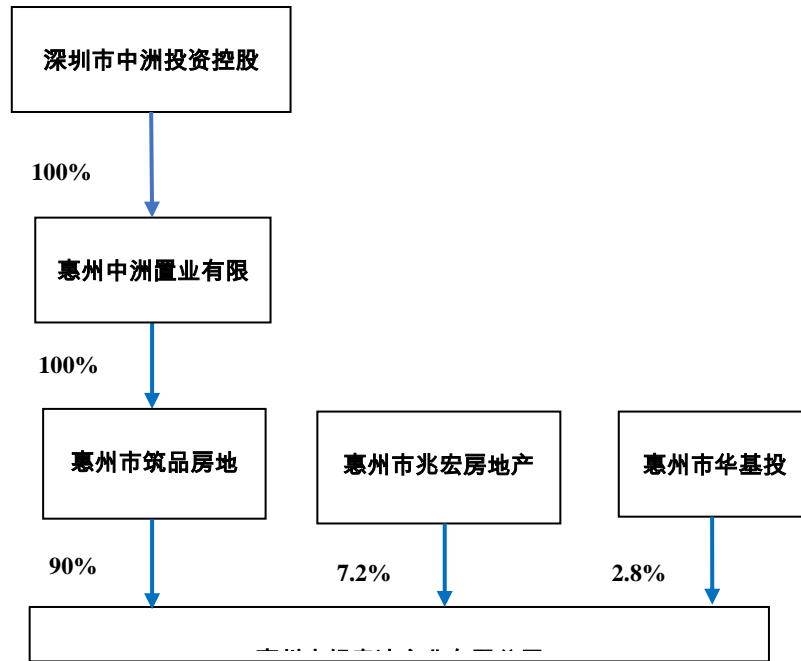 深圳市中洲投资控股
100%
惠州中洲置业有限
100%
惠州市筑品房地
惠州市兆宏房地产
惠州市华基投
90%
7.2%
2.8%